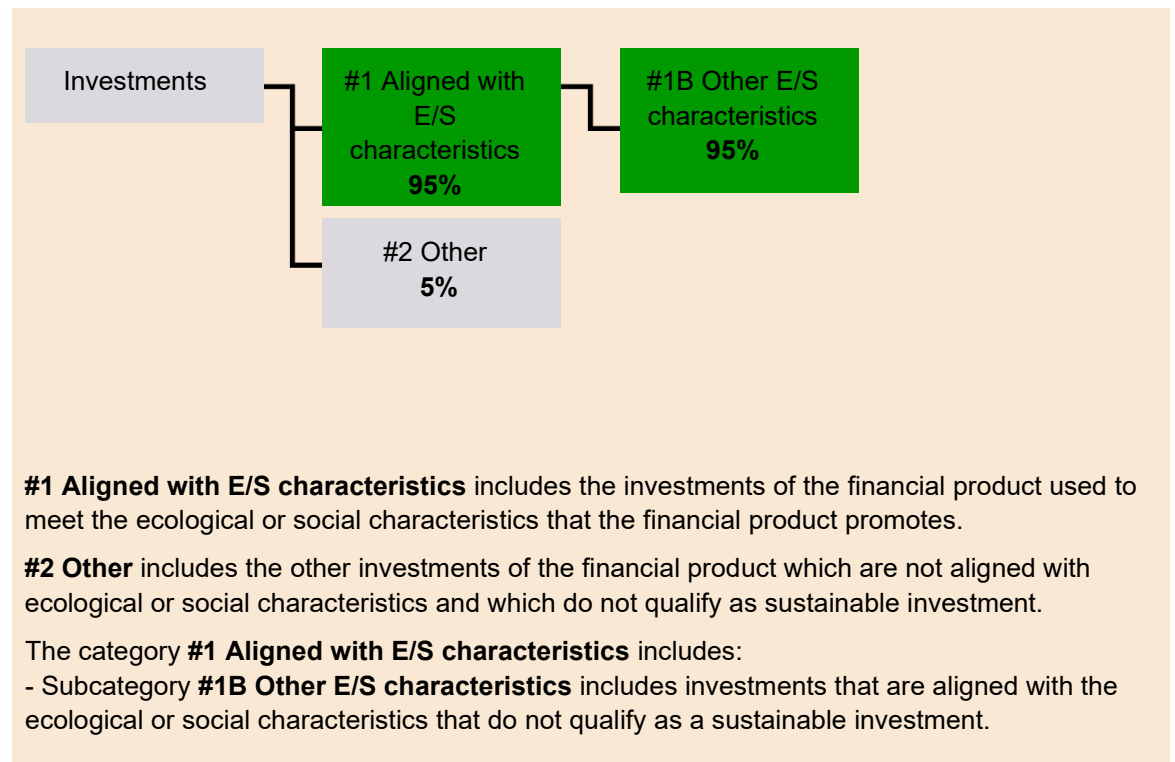 Investments
#1 Aligned with
E/S
characteristics
95%
#1B Other E/S
characteristics
95%
#2 Other
5%
#1 Aligned with E/S characteristics includes the investments of the financial product used to
meet the ecological or social characteristics that the financial product promotes.
#2 Other includes the other investments of the financial product which are not aligned with
ecological or social characteristics and which do not qualify as sustainable investment.
The category #1 Aligned with E/S characteristics includes:
- Subcategory #1B Other E/S characteristics includes investments that are aligned with the
ecological or social characteristics that do not qualify as a sustainable investment.